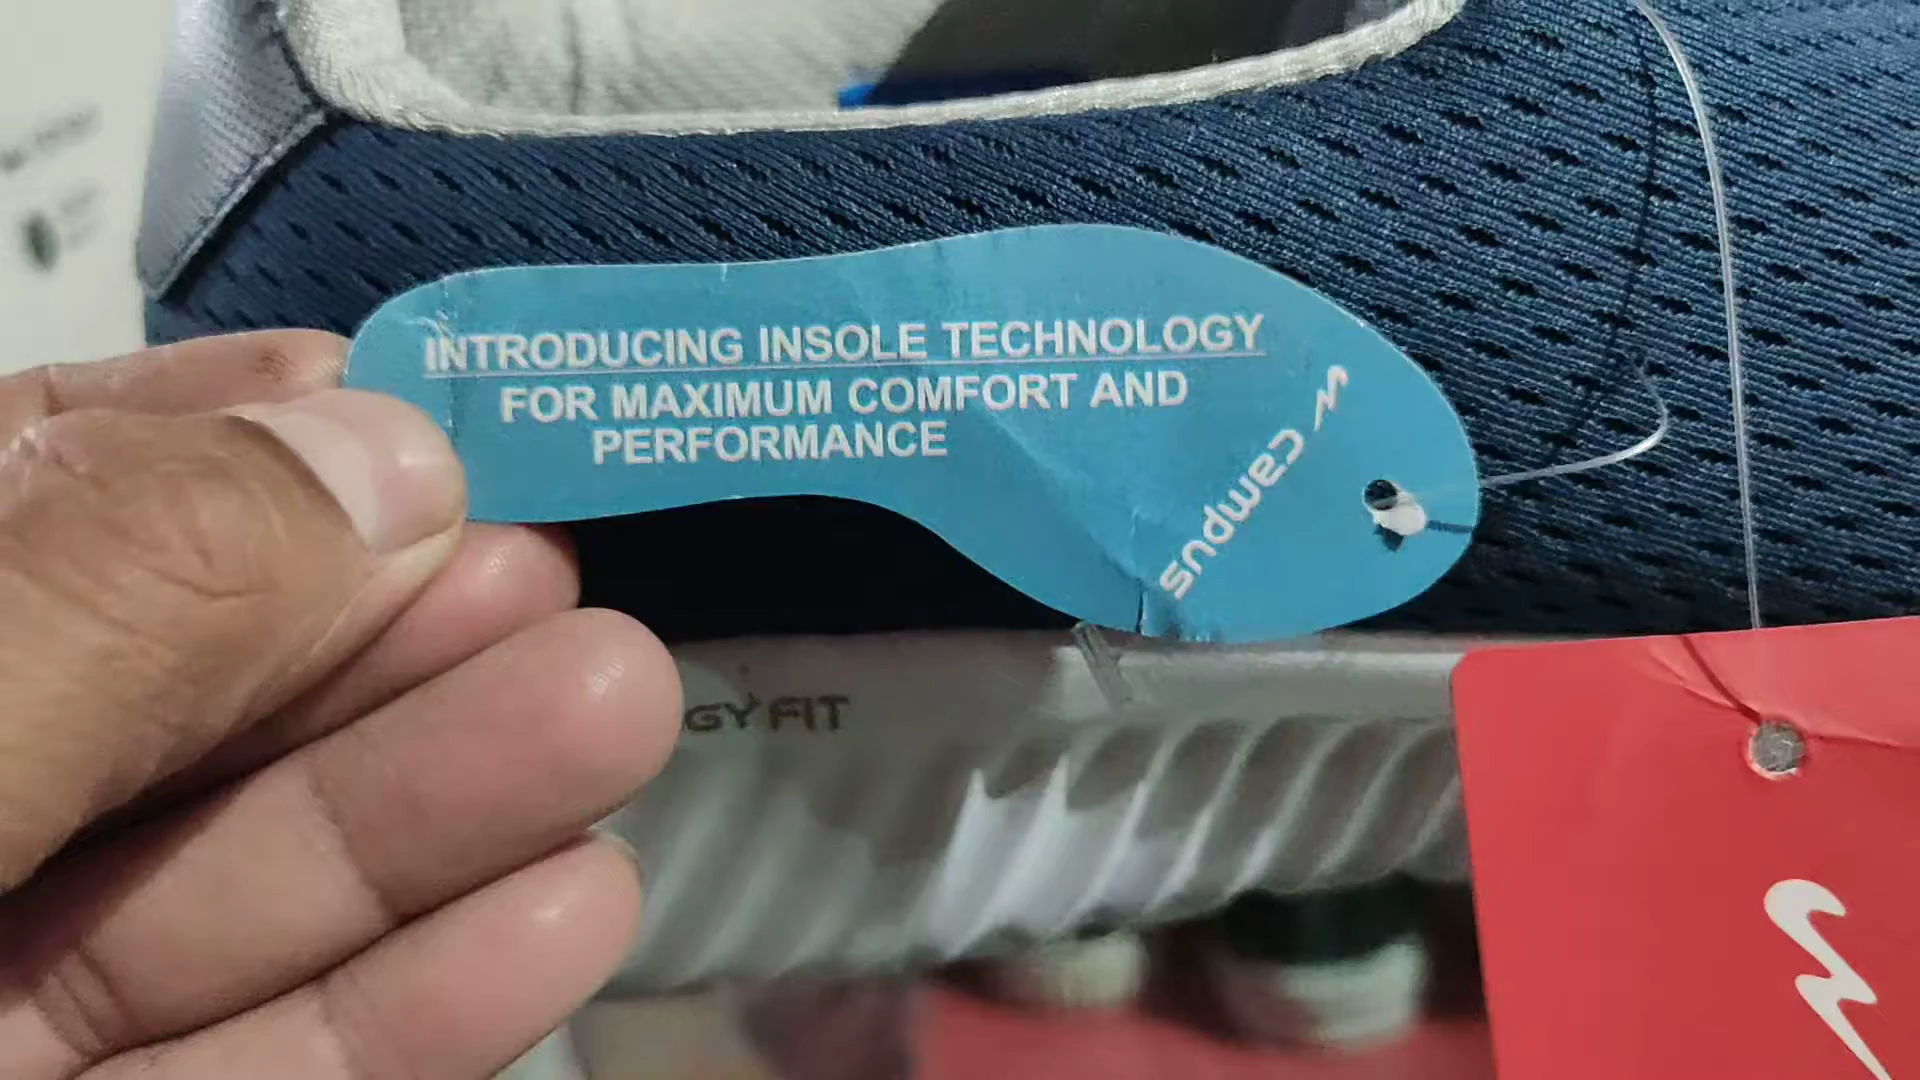 INTRODUCING INSOLE TECHNOLOGY
FOR MAXIMUM COMFORT AND
PERFORMANCE
campus
GY FIT